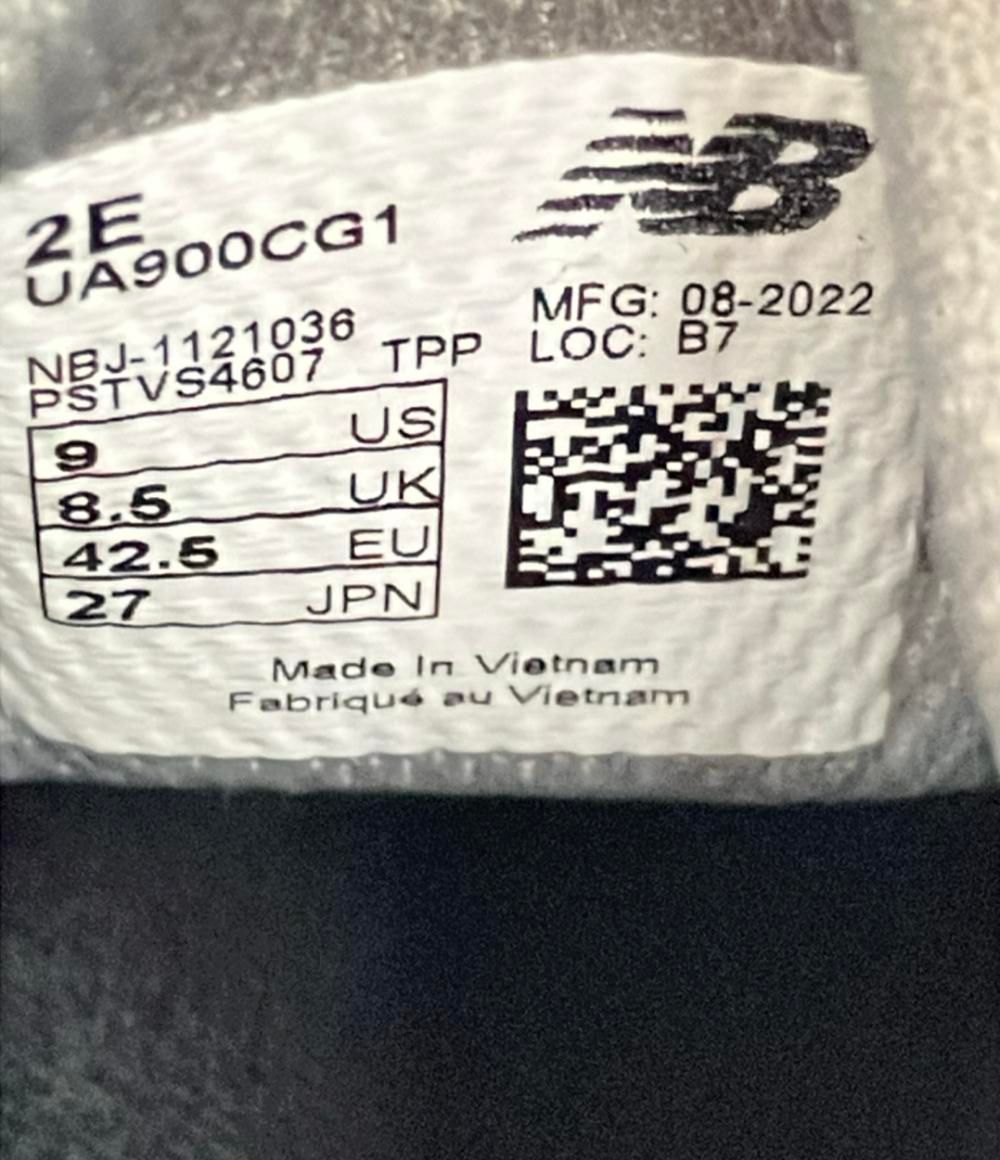 NB
2E
UA900CG1
MFG: 08-2022
LOC: B7
NBJ-1121036
PSTVS4607 TPP
9 US
8.5 UK
42.5 EU
27 JPN
Made In Vietnam
Fabriqué au Vietnam